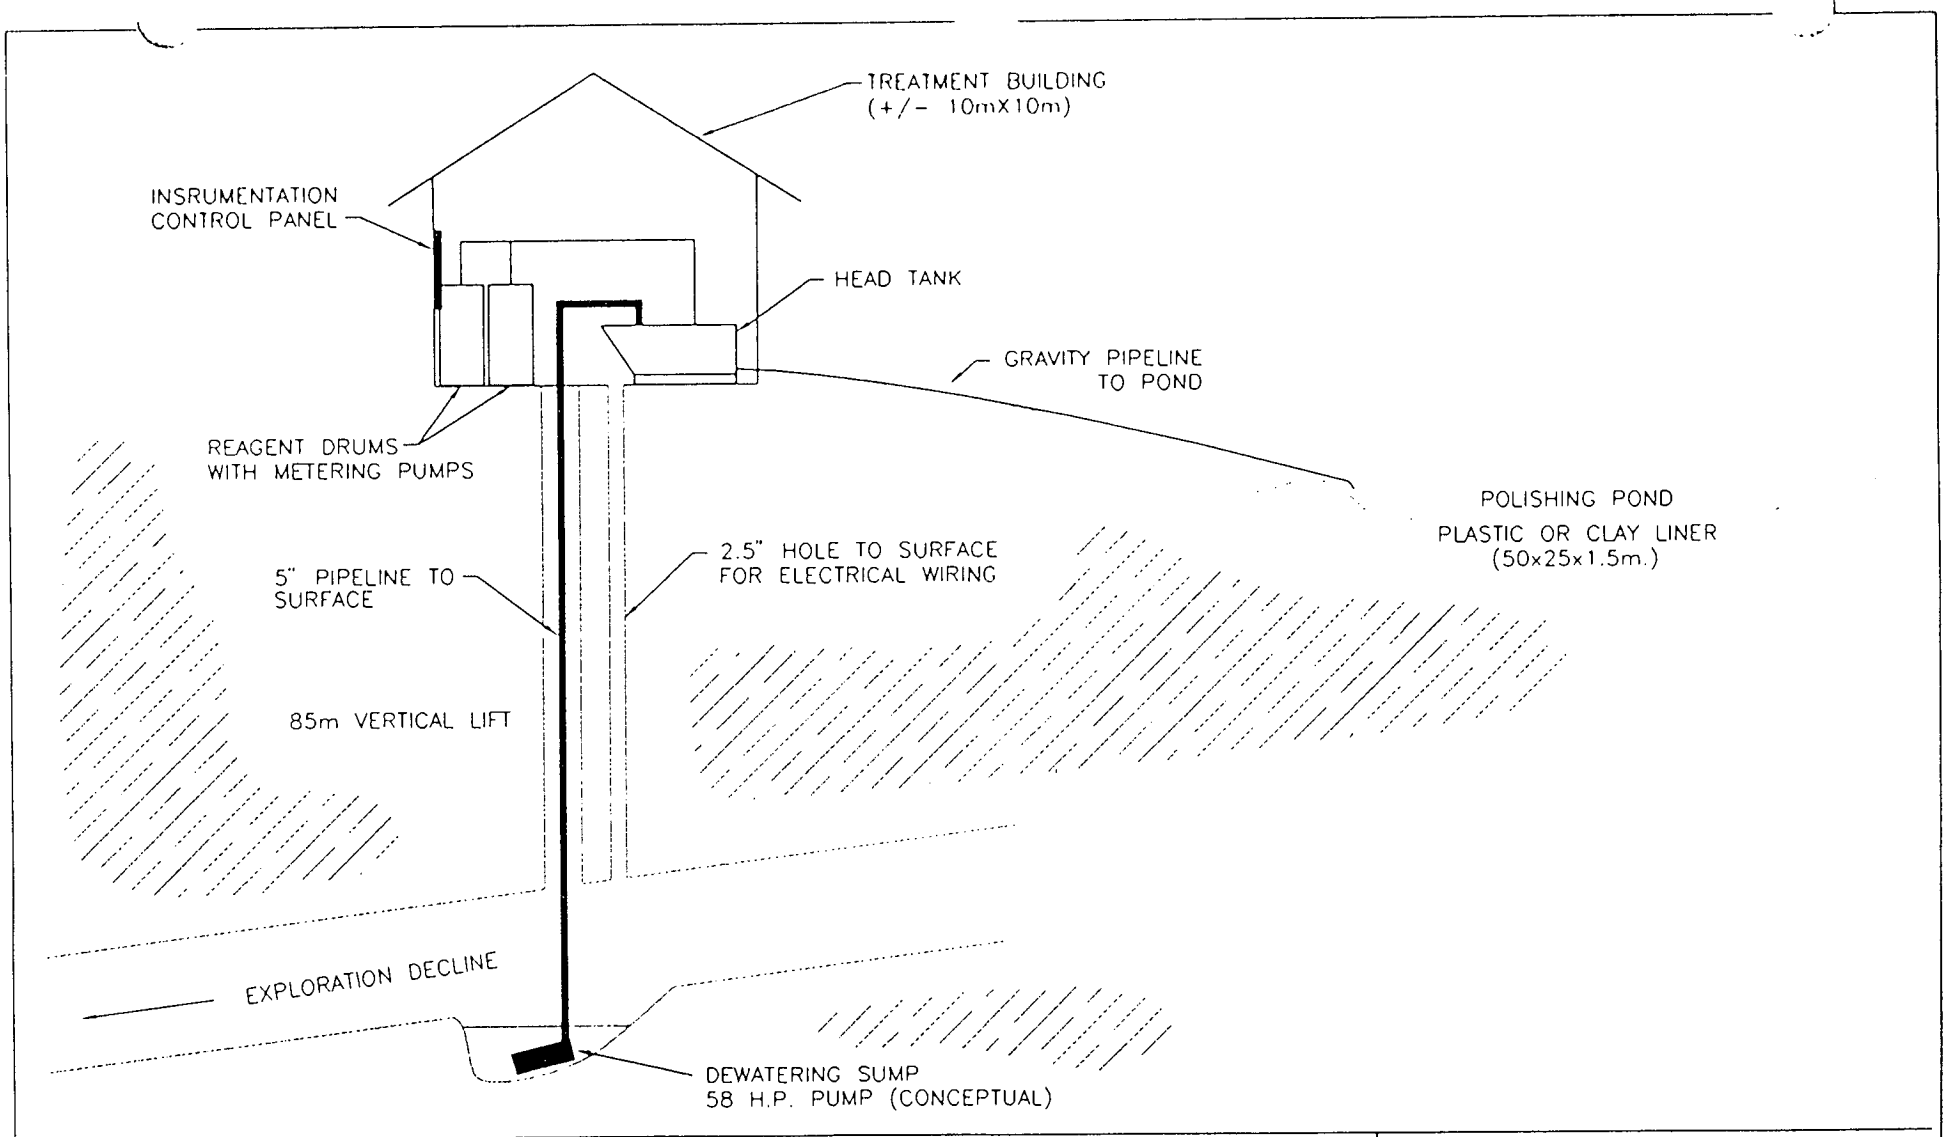 TREATMENT BUILDING
(+/- 10mX10m)
INSRUMENTATION
CONTROL PANEL
HEAD TANK
GRAVITY PIPELINE
TO POND
REAGENT DRUMS
WITH METERING PUMPS
POLISHING POND
PLASTIC OR CLAY LINER
(50x25x1.5m.)
2.5" HOLE TO SURFACE
FOR ELECTRICAL WIRING
5" PIPELINE TO
SURFACE
85m VERTICAL LIFT
EXPLORATION DECLINE
DEWATERING SUMP
58 H.P. PUMP (CONCEPTUAL)